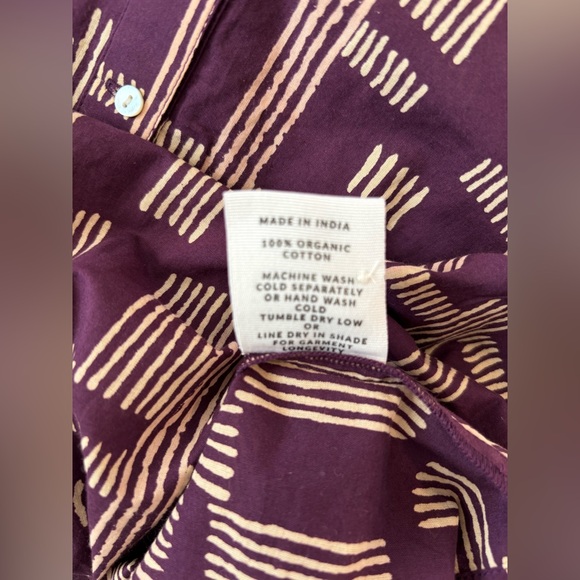 MADE IN INDIA
100% ORGANIC
COTTON
MACHINE WASH
COLD SEPARATELY
OR HAND WASH
COLD
TUMBLE DRY LOW
OR
LINE DRY IN SHADE
FOR GARMENT
LONGEVITY